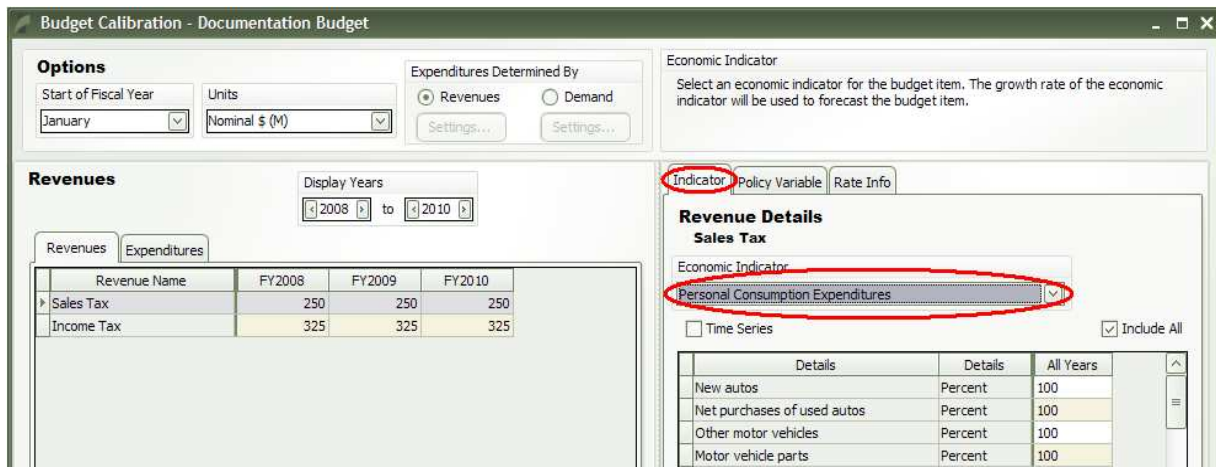 Budget Calibration - Documentation Budget
Options
Start of Fiscal Year
January
Units
Nominal $ (M)
Expenditures Determined By
Revenues Demand
Settings... Settings...
Economic Indicator
Select an economic indicator for the budget item. The growth rate of the economic
indicator will be used to forecast the budget item.
Revenues
Display Years
2008 to 2010
Revenues Expenditures
Revenue Name FY2008 FY2009 FY2010
Sales Tax 250 250 250
Income Tax 325 325 325
Indicator Policy Variable Rate Info
Revenue Details
Sales Tax
Economic Indicator
Personal Consumption Expenditures
Time Series Include All
Details Details All Years
New autos Percent 100
Net purchases of used autos Percent 100
Other motor vehicles Percent 100
Motor vehicle parts Percent 100